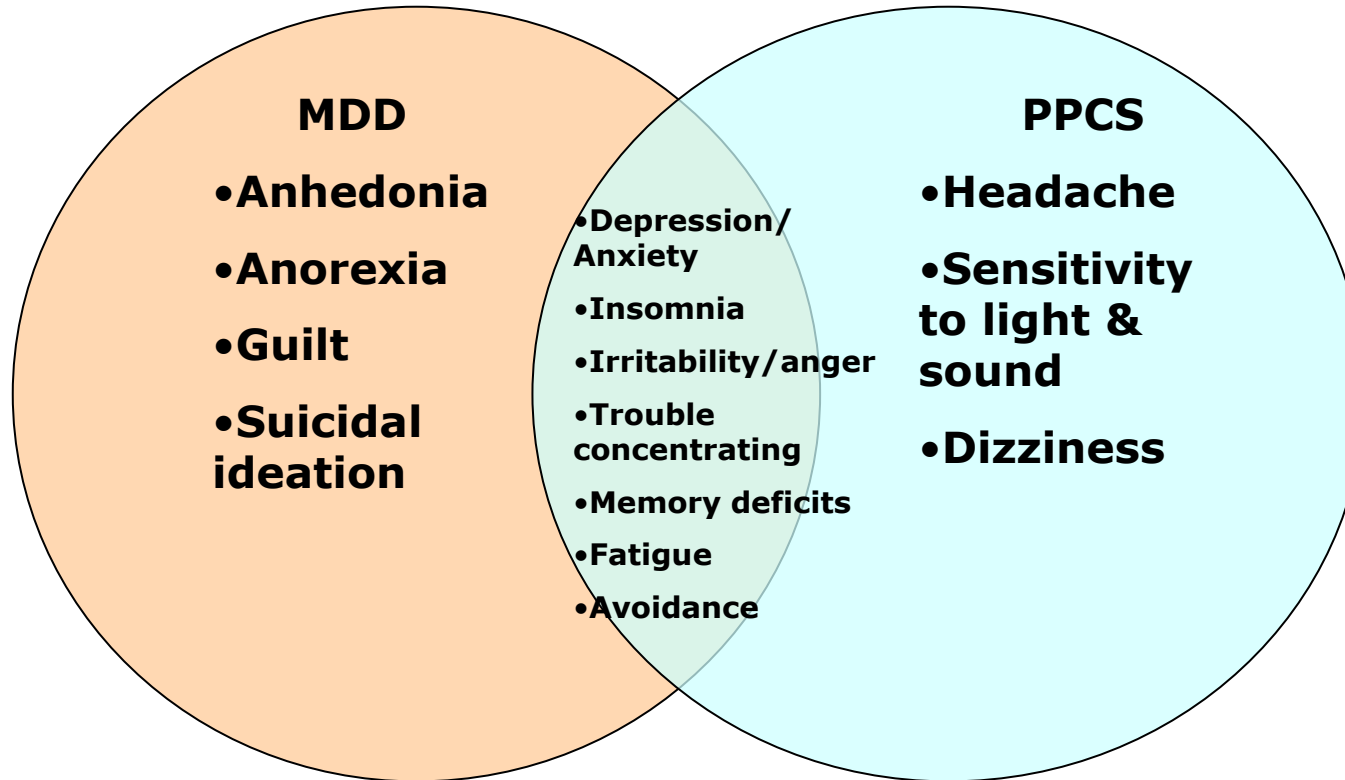 MDD
•Anhedonia
•Anorexia
•Guilt
•Suicidal
ideation
•Depression/
Anxiety
•Insomnia
•Irritability/anger
•Trouble
concentrating
•Memory deficits
•Fatigue
•Avoidance
PPCS
•Headache
•Sensitivity
to light &
sound
•Dizziness